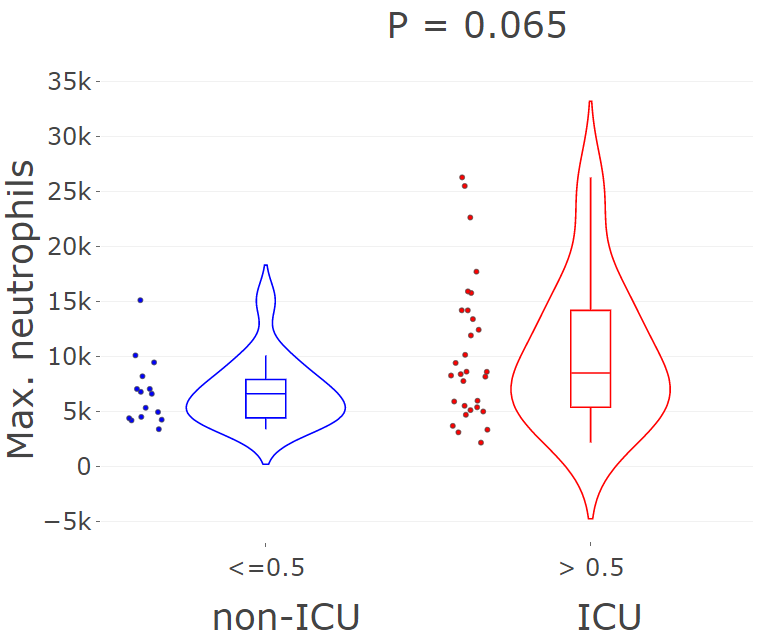 P = 0.065
Max. neutrophils
35k
30k
25k
20k
15k
10k
5k
0
−5k
<=0.5
> 0.5
non-ICU
ICU